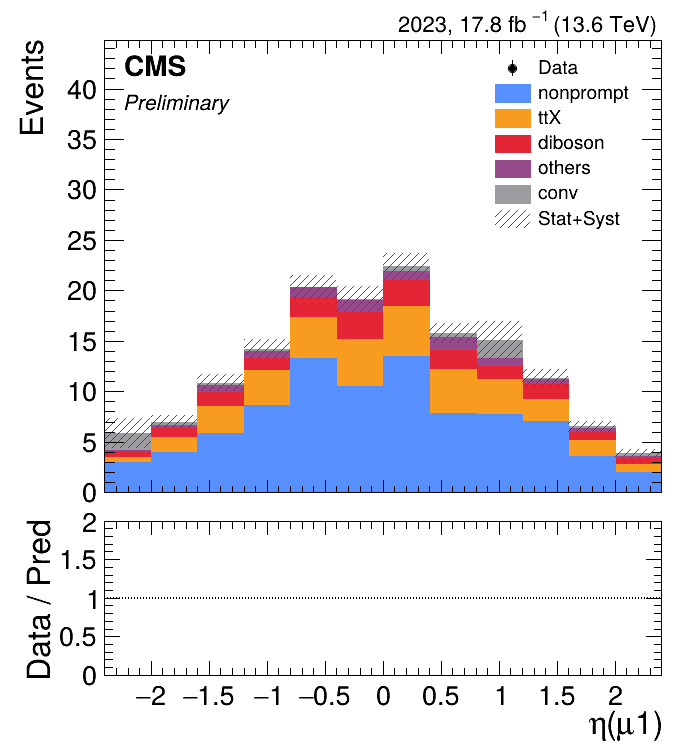 2023, 17.8 fb⁻¹ (13.6 TeV)
CMS
Preliminary
Events
40
35
30
25
20
15
10
5
0
Data
nonprompt
ttX
diboson
others
conv
Stat+Syst
Data / Pred
2
1.5
1
0.5
0
−2 −1.5 −1 −0.5 0 0.5 1 1.5 2
η(μ1)